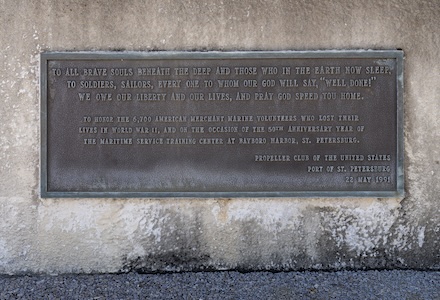 TO ALL BRAVE SOULS BENEATH THE DEEP AND THOSE WHO IN THE EARTH NOW SLEEP,
TO SOLDIERS, SAILORS, EVERY ONE TO WHOM OUR GOD WILL SAY, "WELL DONE!"
WE OWE OUR LIBERTY AND OUR LIVES, AND PRAY GOD SPEED YOU HOME.
TO HONOR THE 6,700 AMERICAN MERCHANT MARINE VOLUNTEERS WHO LOST THEIR
LIVES IN WORLD WAR II, AND ON THE OCCASION OF THE 50TH ANNIVERSARY YEAR OF
THE MARITIME SERVICE TRAINING CENTER AT BAYBORO HARBOR, ST. PETERSBURG.
PROPELLER CLUB OF THE UNITED STATES
PORT OF ST. PETERSBURG
22 MAY 1991